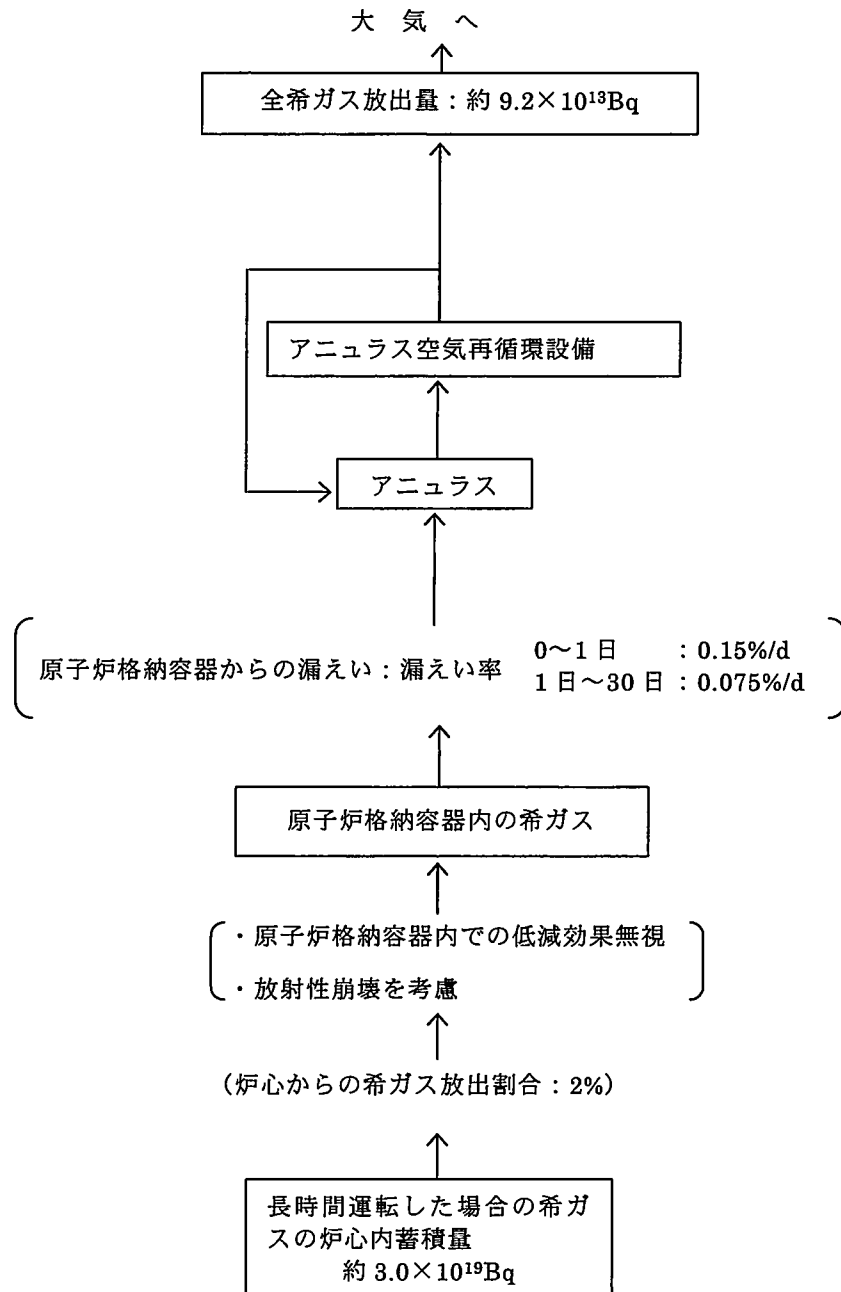 大 気 へ
全希ガス放出量：約 9.2×10¹³Bq
アニュラス空気再循環設備
アニュラス
原子炉格納容器からの漏えい：漏えい率
0〜1 日 ：0.15%/d
1 日〜30 日：0.075%/d
原子炉格納容器内の希ガス
・原子炉格納容器内での低減効果無視
・放射性崩壊を考慮
（炉心からの希ガス放出割合：2%）
長時間運転した場合の希ガ
スの炉心内蓄積量
約 3.0×10¹⁹Bq